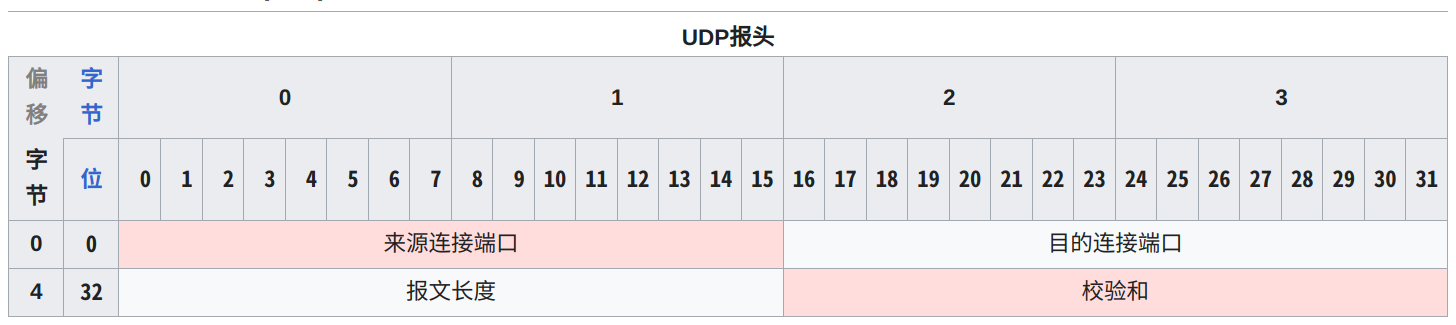 UDP报头
偏移 字节 0 1 2 3
字节 位 0 1 2 3 4 5 6 7 8 9 10 11 12 13 14 15 16 17 18 19 20 21 22 23 24 25 26 27 28 29 30 31
0 0 来源连接端口 目的连接端口
4 32 报文长度 校验和